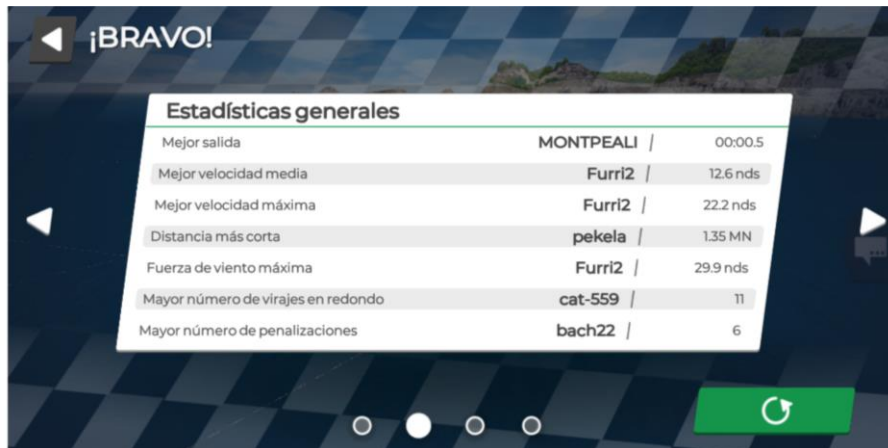 ¡BRAVO!
Estadísticas generales
Mejor salida MONTPEALI | 00:00.5
Mejor velocidad media Furri2 | 12.6 nds
Mejor velocidad máxima Furri2 | 22.2 nds
Distancia más corta pekela | 1.35 MN
Fuerza de viento máxima Furri2 | 29.9 nds
Mayor número de virajes en redondo cat-559 | 11
Mayor número de penalizaciones bach22 | 6